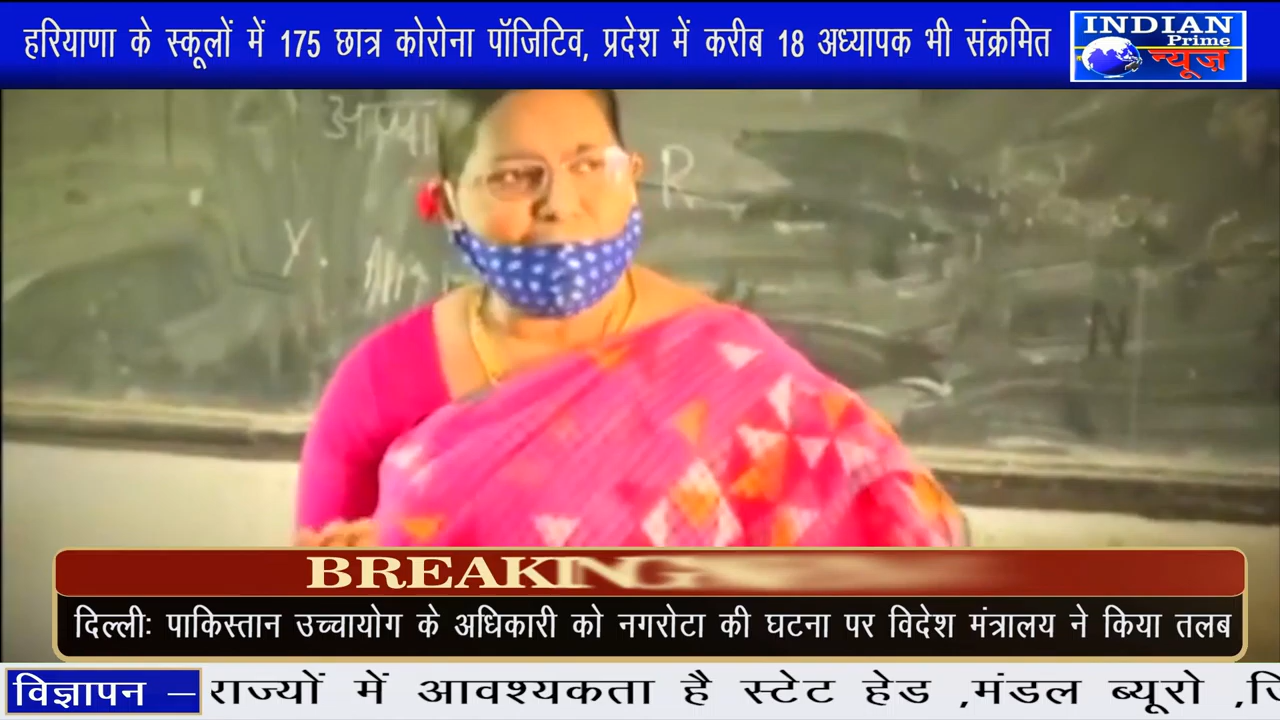 हरियाणा के स्कूलों में 175 छात्र कोरोना पॉजिटिव, प्रदेश में करीब 18 अध्यापक भी संक्रमित
INDIAN
Prime
न्यूज़
R
Y.
N
BREAKING
दिल्लीः पाकिस्तान उच्चायोग के अधिकारी को नगरोटा की घटना पर विदेश मंत्रालय ने किया तलब
विज्ञापन – राज्यों में आवश्यकता है स्टेट हेड ,मंडल ब्यूरो ,